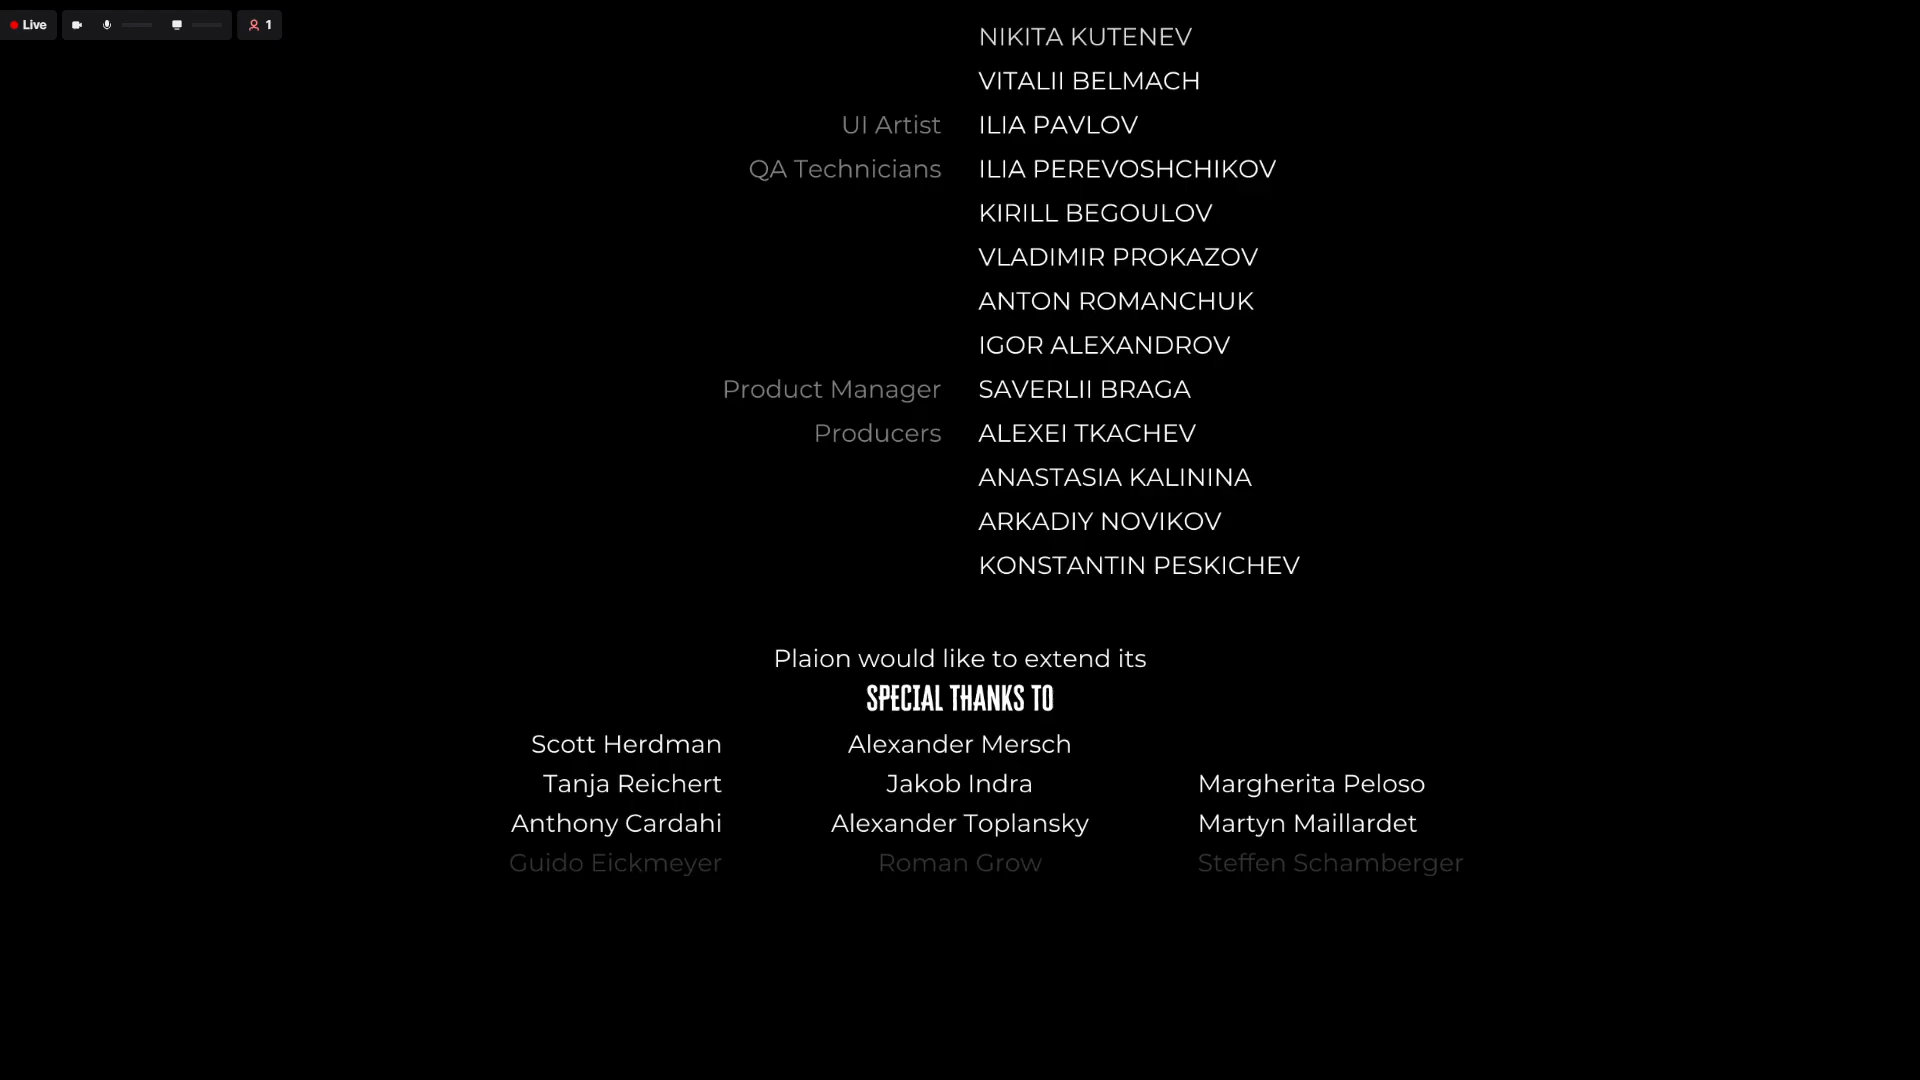 Live
1
NIKITA KUTENEV
VITALII BELMACH
UI Artist ILIA PAVLOV
QA Technicians ILIA PEREVOSHCHIKOV
KIRILL BEGOULOV
VLADIMIR PROKAZOV
ANTON ROMANCHUK
IGOR ALEXANDROV
Product Manager SAVERLII BRAGA
Producers ALEXEI TKACHEV
ANASTASIA KALININA
ARKADIY NOVIKOV
KONSTANTIN PESKICHEV
Plaion would like to extend its
SPECIAL THANKS TO
Scott Herdman Alexander Mersch
Tanja Reichert Jakob Indra Margherita Peloso
Anthony Cardahi Alexander Toplansky Martyn Maillardet
Guido Eickmeyer Roman Grow Steffen Schamberger